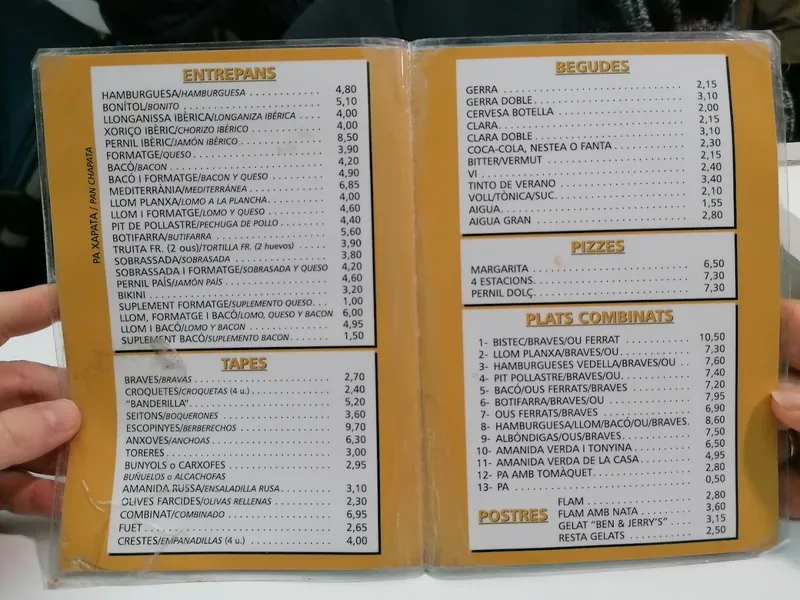 PA XAPATA / PAN CHAPATA
ENTREPANS
HAMBURGUESA/HAMBURGUESA 4,80
BONÍTOL/BONITO 5,10
LLONGANISSA IBÈRICA/LONGANIZA IBÉRICA 4,00
XORIÇO IBÈRIC/CHORIZO IBÉRICO 4,00
PERNIL IBÈRIC/JAMÓN IBÉRICO 8,50
FORMATGE/QUESO 3,90
BACÓ/BACON 4,20
BACÓ I FORMATGE/BACON Y QUESO 4,90
MEDITERRÀNIA/MEDITERRÁNEA 6,85
LLOM PLANXA/LOMO A LA PLANCHA 4,00
LLOM I FORMATGE/LOMO Y QUESO 4,60
PIT DE POLLASTRE/PECHUGA DE POLLO 4,40
BOTIFARRA/BUTIFARRA 5,60
TRUITA FR. (2 ous)/TORTILLA FR. (2 huevos) 3,90
SOBRASSADA/SOBRASADA 3,80
SOBRASSADA I FORMATGE/SOBRASADA Y QUESO 4,20
PERNIL PAÍS/JAMÓN PAÍS 4,60
BIKINI 3,20
SUPLEMENT FORMATGE/SUPLEMENTO QUESO 1,00
LLOM, FORMATGE I BACÓ/LOMO, QUESO Y BACON 6,00
LLOM I BACÓ/LOMO Y BACON 4,95
SUPLEMENT BACÓ/SUPLEMENTO BACON 1,50
TAPES
BRAVES/BRAVAS 2,70
CROQUETES/CROQUETAS (4 u.) 2,40
"BANDERILLA" 5,20
SEITONS/BOQUERONES 3,60
ESCOPINYES/BERBERECHOS 9,70
ANXOVES/ANCHOAS 6,30
TORERES 3,00
BUNYOLS o CARXOFES 2,95
BUÑUELOS o ALCACHOFAS
AMANIDA RUSSA/ENSALADILLA RUSA 3,10
OLIVES FARCIDES/OLIVAS RELLENAS 2,30
COMBINAT/COMBINADO 6,95
FUET 2,65
CRESTES/EMPANADILLAS (4 u.) 4,00
BEGUDES
GERRA 2,15
GERRA DOBLE 3,10
CERVESA BOTELLA 2,00
CLARA 2,15
CLARA DOBLE 3,10
COCA-COLA, NESTEA O FANTA 2,30
BITTER/VERMUT 2,15
VI 2,40
TINTO DE VERANO 3,40
VOLL/TÒNICA/SUC 2,10
AIGUA 1,55
AIGUA GRAN 2,80
PIZZES
MARGARITA 6,50
4 ESTACIONS 7,30
PERNIL DOLÇ 7,30
PLATS COMBINATS
1- BISTEC/BRAVES/OU FERRAT 10,50
2- LLOM PLANXA/BRAVES/OU 7,30
3- HAMBURGUESES VEDELLA/BRAVES/OU 7,60
4- PIT POLLASTRE/BRAVES/OU 7,40
5- BACÓ/OUS FERRATS/BRAVES 7,20
6- BOTIFARRA/BRAVES/OU 7,95
7- OUS FERRATS/BRAVES 6,90
8- HAMBURGUESA/LLOM/BACÓ/OU/BRAVES 8,60
9- ALBÓNDIGAS/OUS/BRAVES 7,50
10- AMANIDA VERDA I TONYINA 6,50
11- AMANIDA VERDA DE LA CASA 4,95
12- PA AMB TOMÀQUET 2,80
13- PA 0,50
POSTRES
FLAM 2,80
FLAM AMB NATA 3,60
GELAT "BEN & JERRY'S" 3,15
RESTA GELATS 2,50